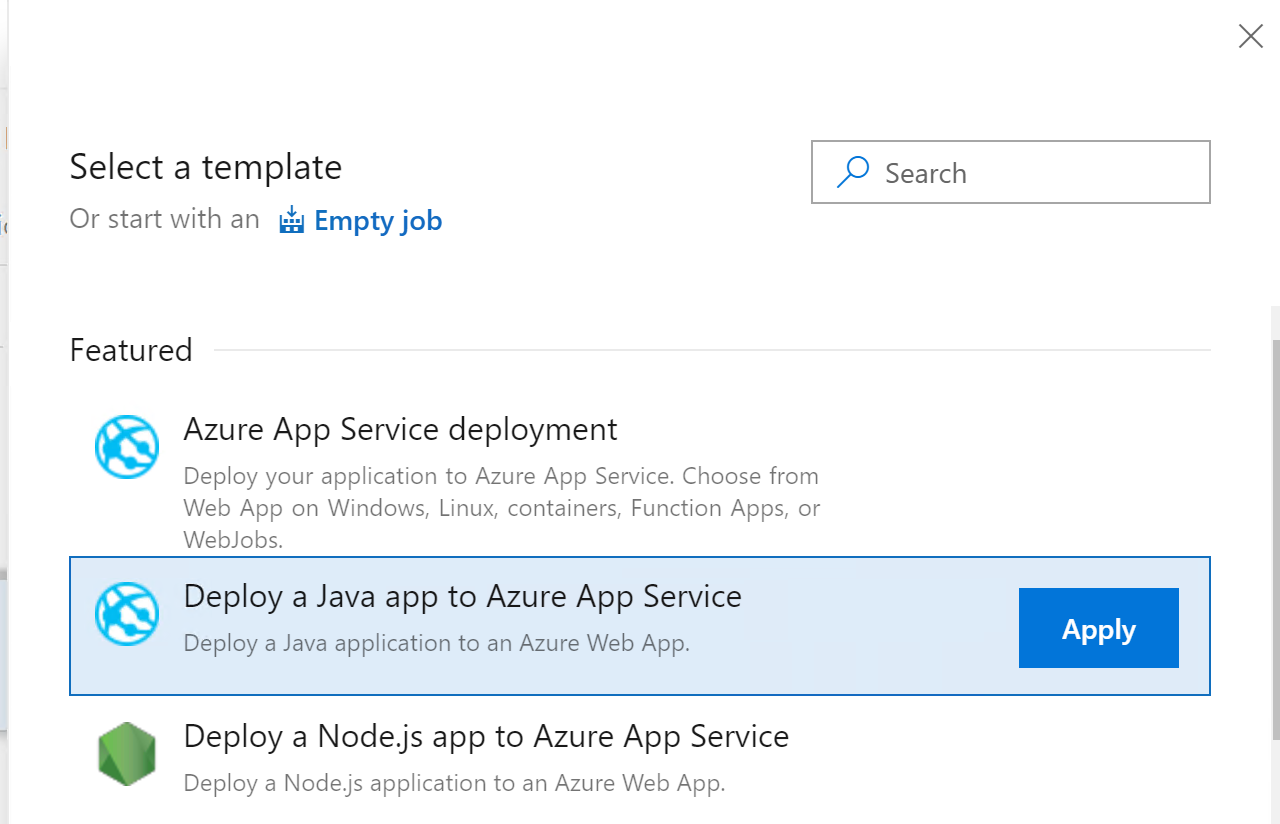 Select a template
Search
Or start with an Empty job
Featured
Azure App Service deployment
Deploy your application to Azure App Service. Choose from
Web App on Windows, Linux, containers, Function Apps, or
WebJobs.
Deploy a Java app to Azure App Service
Deploy a Java application to an Azure Web App.
Apply
Deploy a Node.js app to Azure App Service
Deploy a Node.js application to an Azure Web App.